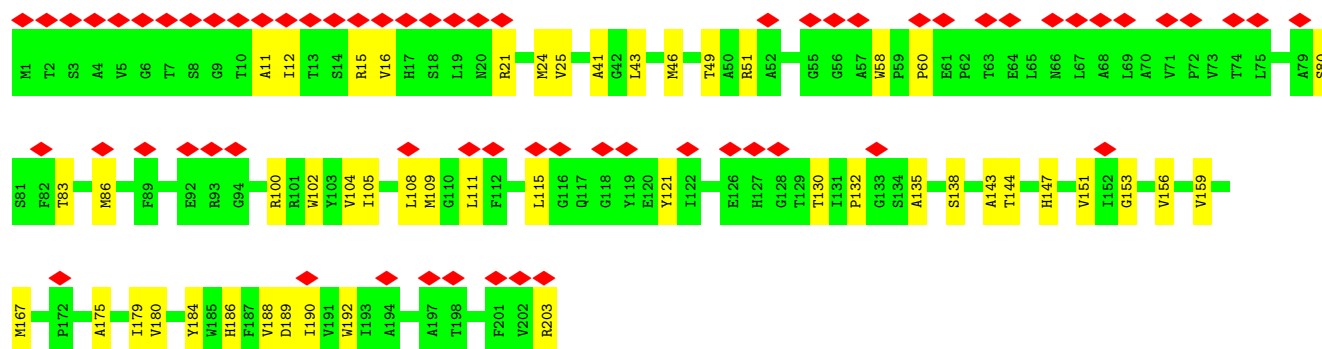 M1 T2 S3 A4 V5 G6 T7 S8 G9 T10 A11 I12 T13 S14 R15 V16 H17 S18 L19 N20 R21 M24 V25 A41 G42 L43 M46 T49 A50 R51 A52 G55 G56 A57 W58 P59 P60 E61 P62 T63 E64 L65 N66 L67 A68 L69 A70 V71 P72 V73 T74 L75 A79 S80
S81 F82 T83 M86 F89 E92 R93 G94 R100 R101 W102 Y103 V104 I105 L108 M109 G110 L111 F112 L115 G116 Q117 G118 Y119 E120 Y121 I122 E126 H127 G128 T129 T130 I131 P132 G133 S134 A135 S138 A143 T144 H147 V151 I152 G153 V156 V159
M167 P172 A175 I179 V180 Y184 W185 H186 F187 V188 D189 I190 V191 W192 I193 A194 A197 T198 F201 V202 R203